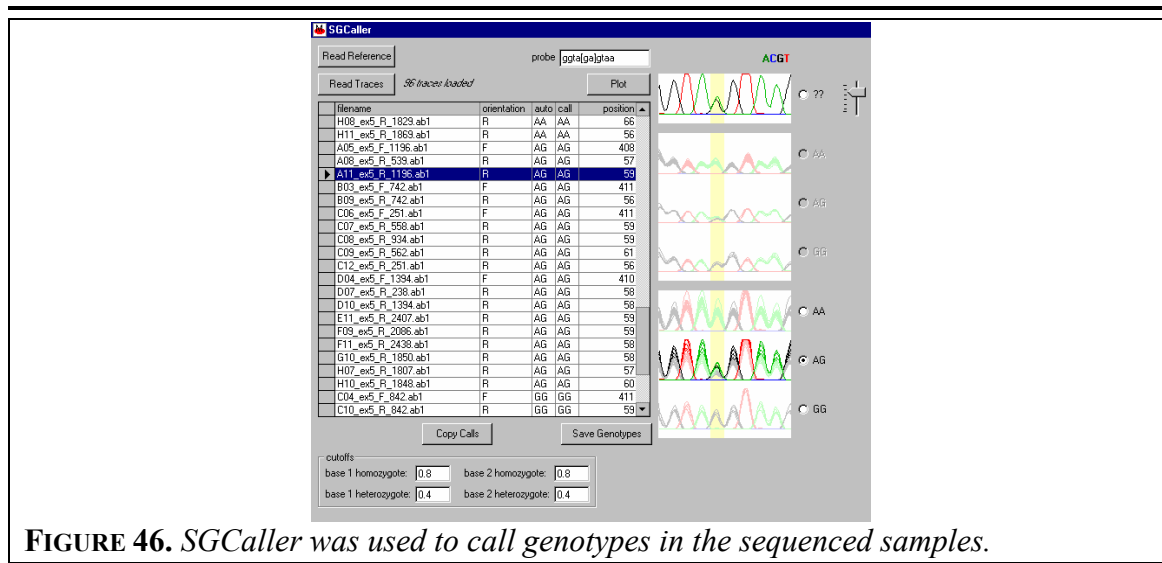 SGCaller
Read Reference probe ggta[ga]gtaa ACGT
Read Traces 96 traces loaded Plot
filename orientation auto call position
H08_ex5_R_1829.ab1 R AA AA 66
H11_ex5_R_1869.ab1 R AA AA 56
A05_ex5_F_1196.ab1 F AG AG 408
A08_ex5_R_539.ab1 R AG AG 57
A11_ex5_R_1196.ab1 R AG AG 59
B03_ex5_F_742.ab1 F AG AG 411
B09_ex5_R_742.ab1 R AG AG 56
C06_ex5_F_251.ab1 F AG AG 411
C07_ex5_R_558.ab1 R AG AG 59
C08_ex5_R_934.ab1 R AG AG 59
C09_ex5_R_562.ab1 R AG AG 61
C12_ex5_R_251.ab1 R AG AG 56
D04_ex5_F_1394.ab1 F AG AG 410
D07_ex5_R_238.ab1 R AG AG 58
D10_ex5_R_1394.ab1 R AG AG 58
E11_ex5_R_2407.ab1 R AG AG 59
F09_ex5_R_2086.ab1 R AG AG 59
F11_ex5_R_2438.ab1 R AG AG 58
G10_ex5_R_1850.ab1 R AG AG 58
H07_ex5_R_1807.ab1 R AG AG 57
H10_ex5_R_1848.ab1 R AG AG 60
C04_ex5_F_842.ab1 F GG GG 411
C10_ex5_R_842.ab1 R GG GG 59
??
AA
AG
GG
AA
AG
GG
Copy Calls Save Genotypes
cutoffs
base 1 homozygote: 0.8 base 2 homozygote: 0.8
base 1 heterozygote: 0.4 base 2 heterozygote: 0.4
FIGURE 46. SGCaller was used to call genotypes in the sequenced samples.